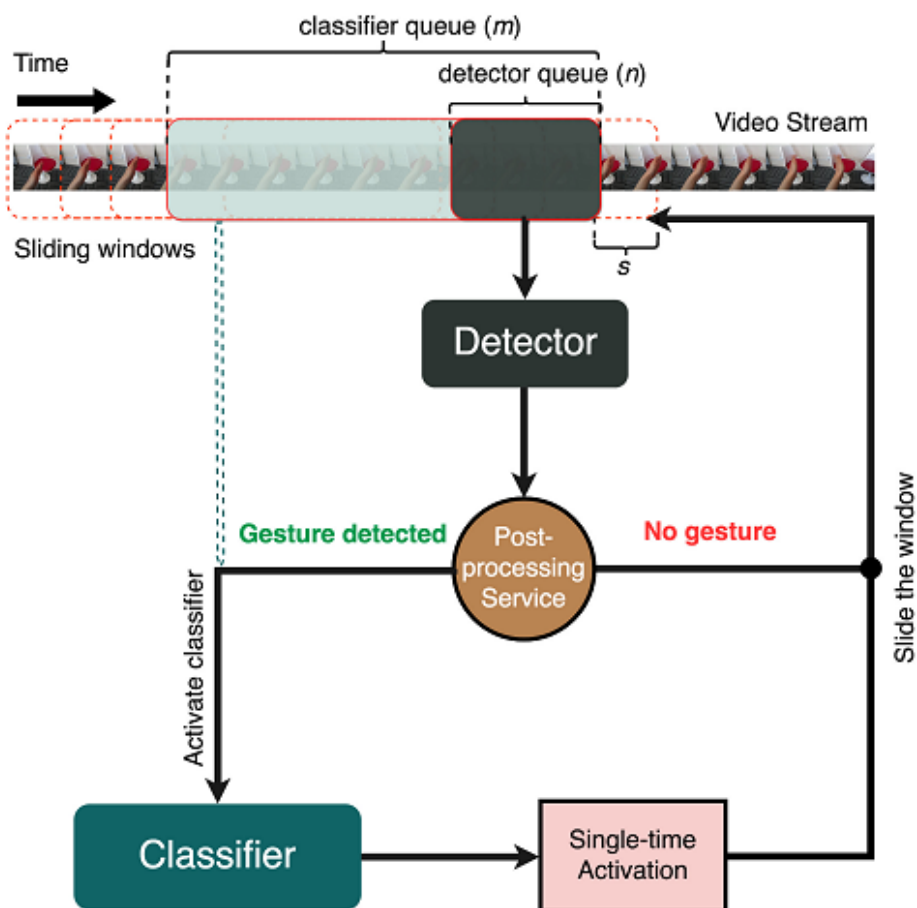 classifier queue (m)
detector queue (n)
Time
Video Stream
Sliding windows
s
Detector
Gesture detected
Post-
processing
Service
No gesture
Slide the window
Activate classifier
Classifier
Single-time
Activation